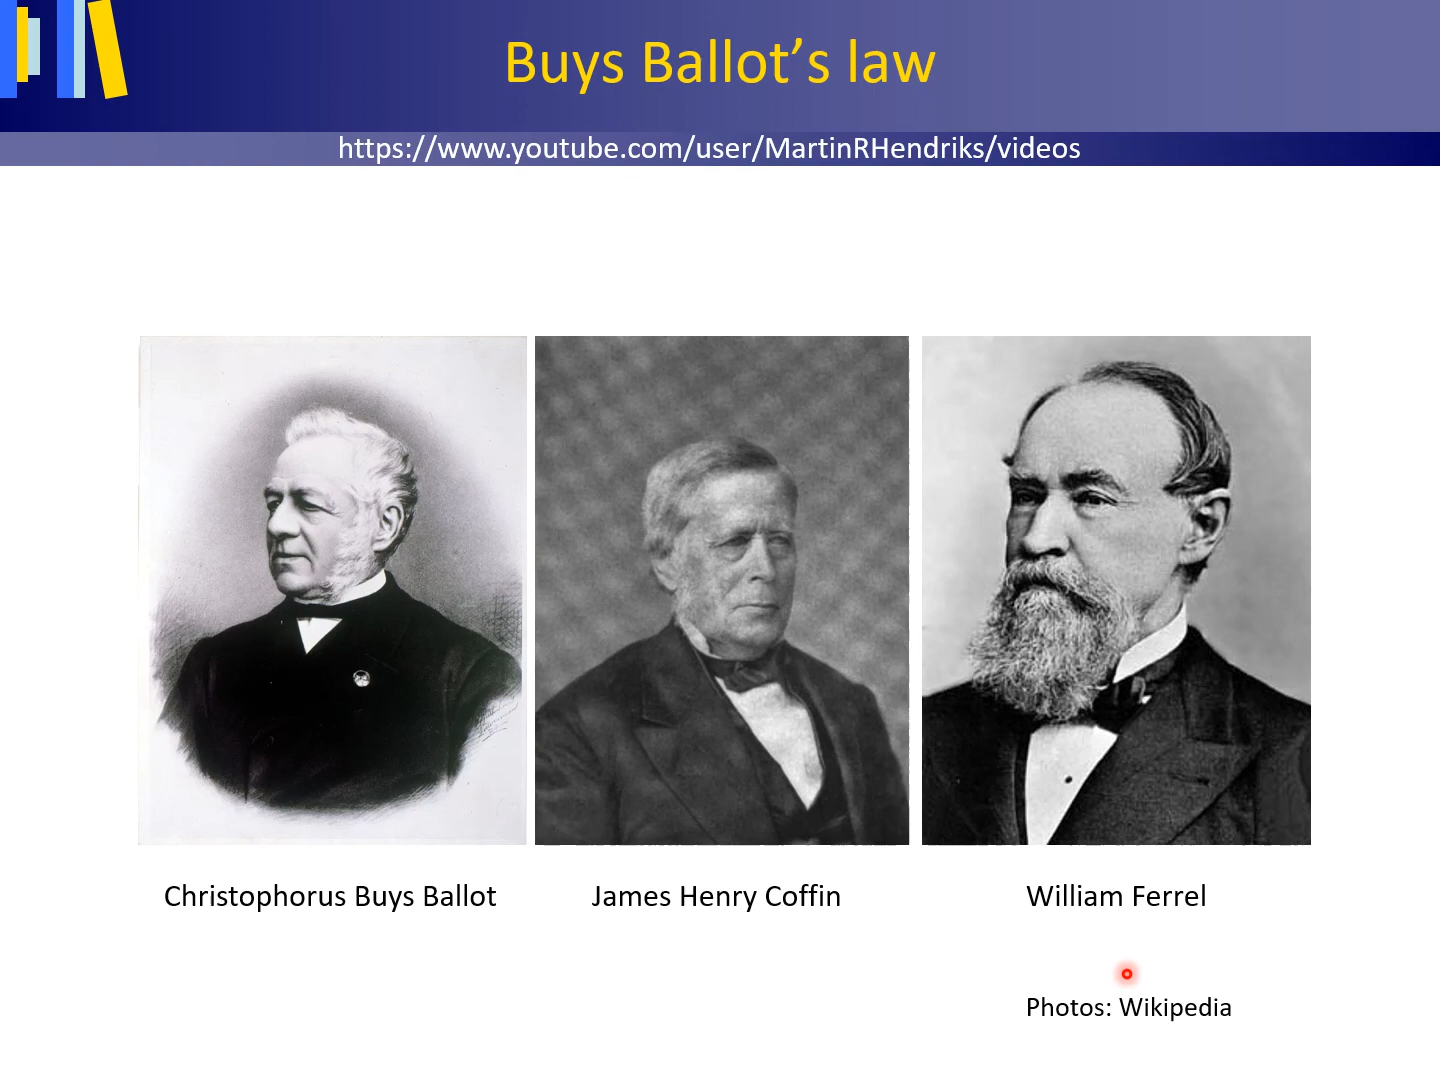 Buys Ballot’s law
https://www.youtube.com/user/MartinRHendriks/videos
Christophorus Buys Ballot
James Henry Coffin
William Ferrel
Photos: Wikipedia